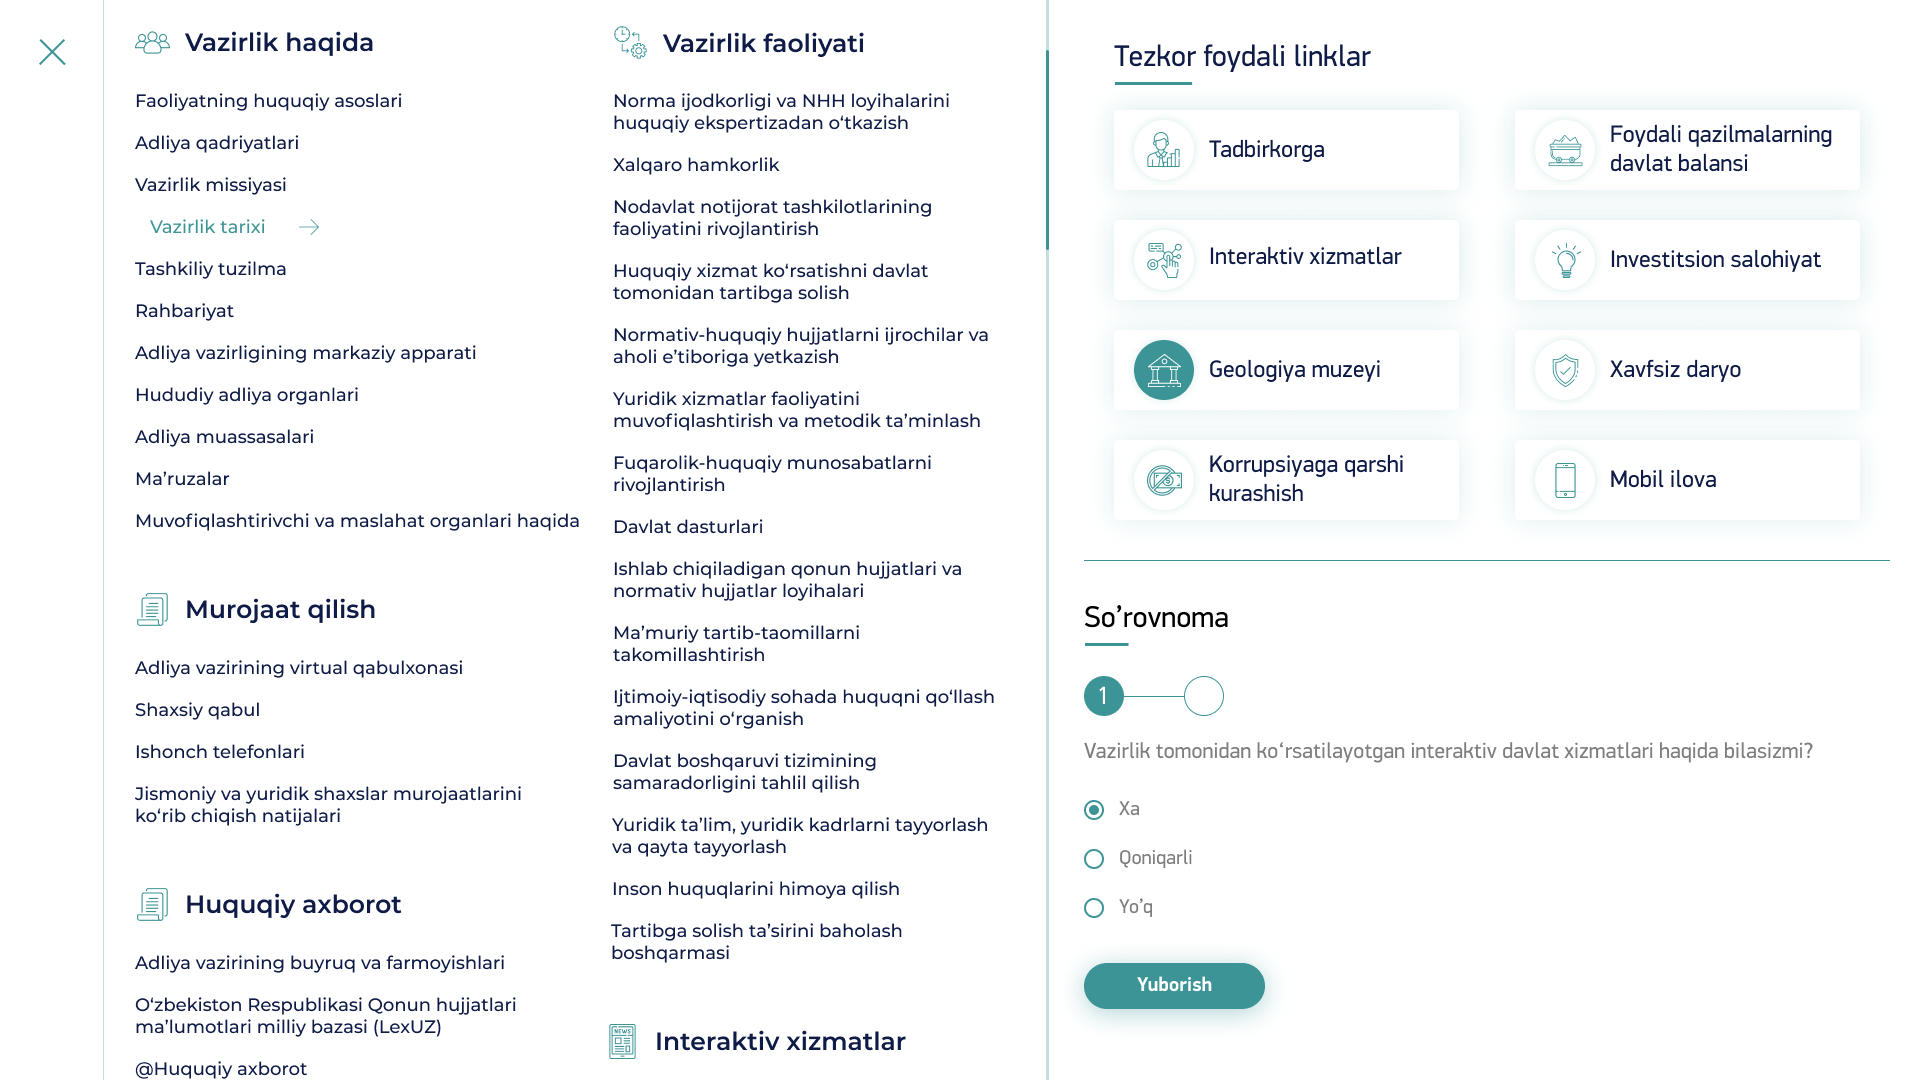 Vazirlik haqida
Faoliyatning huquqiy asoslari
Adliya qadriyatlari
Vazirlik missiyasi
Vazirlik tarixi
Tashkiliy tuzilma
Rahbariyat
Adliya vazirligining markaziy apparati
Hududiy adliya organlari
Adliya muassasalari
Ma’ruzalar
Muvofiqlashtirivchi va maslahat organlari haqida
Murojaat qilish
Adliya vazirining virtual qabulxonasi
Shaxsiy qabul
Ishonch telefonlari
Jismoniy va yuridik shaxslar murojaatlarini
ko‘rib chiqish natijalari
Huquqiy axborot
Adliya vazirining buyruq va farmoyishlari
O‘zbekiston Respublikasi Qonun hujjatlari
ma’lumotlari milliy bazasi (LexUZ)
@Huquqiy axborot
Vazirlik faoliyati
Norma ijodkorligi va NHH loyihalarini
huquqiy ekspertizadan o‘tkazish
Xalqaro hamkorlik
Nodavlat notijorat tashkilotlarining
faoliyatini rivojlantirish
Huquqiy xizmat ko‘rsatishni davlat
tomonidan tartibga solish
Normativ-huquqiy hujjatlarni ijrochilar va
aholi e’tiboriga yetkazish
Yuridik xizmatlar faoliyatini
muvofiqlashtirish va metodik ta’minlash
Fuqarolik-huquqiy munosabatlarni
rivojlantirish
Davlat dasturlari
Ishlab chiqiladigan qonun hujjatlari va
normativ hujjatlar loyihalari
Ma’muriy tartib-taomillarni
takomillashtirish
Ijtimoiy-iqtisodiy sohada huquqni qo‘llash
amaliyotini o‘rganish
Davlat boshqaruvi tizimining
samaradorligini tahlil qilish
Yuridik ta’lim, yuridik kadrlarni tayyorlash
va qayta tayyorlash
Inson huquqlarini himoya qilish
Tartibga solish ta’sirini baholash
boshqarmasi
NEWS
Interaktiv xizmatlar
Tezkor foydali linklar
Tadbirkorga
Foydali qazilmalarning
davlat balansi
Interaktiv xizmatlar
Investitsion salohiyat
Geologiya muzeyi
Xavfsiz daryo
Korrupsiyaga qarshi
kurashish
Mobil ilova
So’rovnoma
1
Vazirlik tomonidan ko‘rsatilayotgan interaktiv davlat xizmatlari haqida bilasizmi?
Xa
Qoniqarli
Yo’q
Yuborish